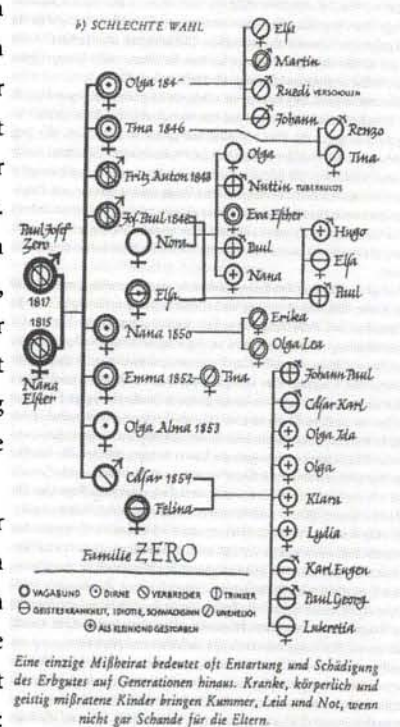 b) SCHLECHTE WAHL
Elsa
Martin
Olga 184
Ruedi VERSCHOLLEN
Johann
Tina 1846
Renzo
Tina
Olga
Fritz Anton 1848
Nuttin TUBERKULOS
Jos. Paul
Eva Esther
Paul Josef
Zero
Nora
Paul
Hugo
Nana
Elsa
1817
Elsa
Paul
1815
Nana 1850
Erika
Olga Lea
Nana
Elster
Emma 1852
Tina
Johann Paul
Cäsar Karl
Olga Alma 1853
Olga Ida
Olga
Cäsar 1859
Klara
Felina
Lydia
Familie ZERO
Karl Eugen
VAGABUND DIRNE VERBRECHER TRINKER
Paul Georg
GEISTESKRANKHEIT, IDIOTIE, SCHWACHSINN UNEHELICH
Lukretia
ALS KLEINKIND GESTORBEN
Eine einzige Mißheirat bedeutet oft Entartung und Schädigung
des Erbgutes auf Generationen hinaus. Kranke, körperlich und
geistig mißratene Kinder bringen Kummer, Leid und Not, wenn
nicht gar Schande für die Eltern.